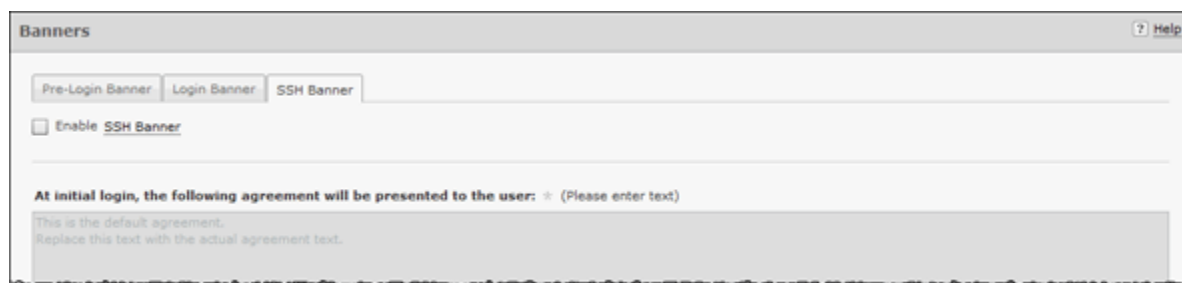 Banners
? Help
Pre-Login Banner Login Banner SSH Banner
Enable SSH Banner
At initial login, the following agreement will be presented to the user: * (Please enter text)
This is the default agreement.
Replace this text with the actual agreement text.